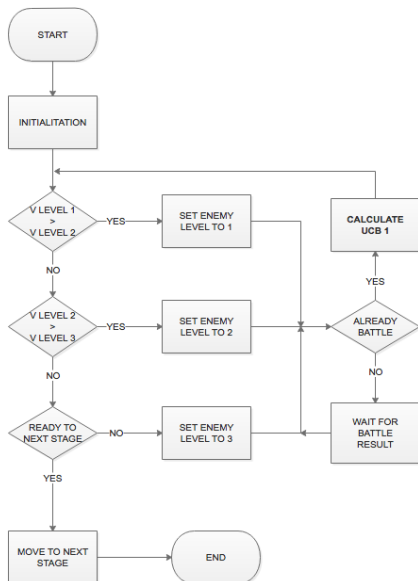 START
INITIALITATION
V LEVEL 1
>
V LEVEL 2
YES
SET ENEMY
LEVEL TO 1
CALCULATE
UCB 1
NO
YES
V LEVEL 2
>
V LEVEL 3
YES
SET ENEMY
LEVEL TO 2
ALREADY
BATTLE
NO
NO
READY TO
NEXT STAGE
NO
SET ENEMY
LEVEL TO 3
WAIT FOR
BATTLE
RESULT
YES
MOVE TO NEXT
STAGE
END